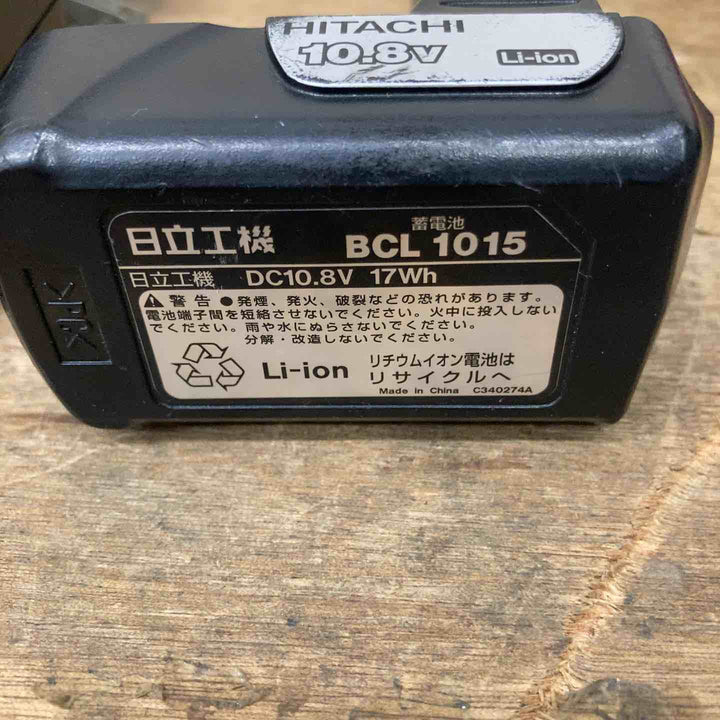 HITACHI
10.8V Li-ion
蓄電池
日立工機 BCL 1015
日立工機 DC10.8V 17Wh
警告 ●発煙、発火、破裂などの恐れがあります。
電池端子間を短絡させないでください。火中に投入しない
でください。雨や水にぬらさないでください。
分解・改造しないでください。
Li-ion リチウムイオン電池は
リサイクルへ
Made in China C340274A